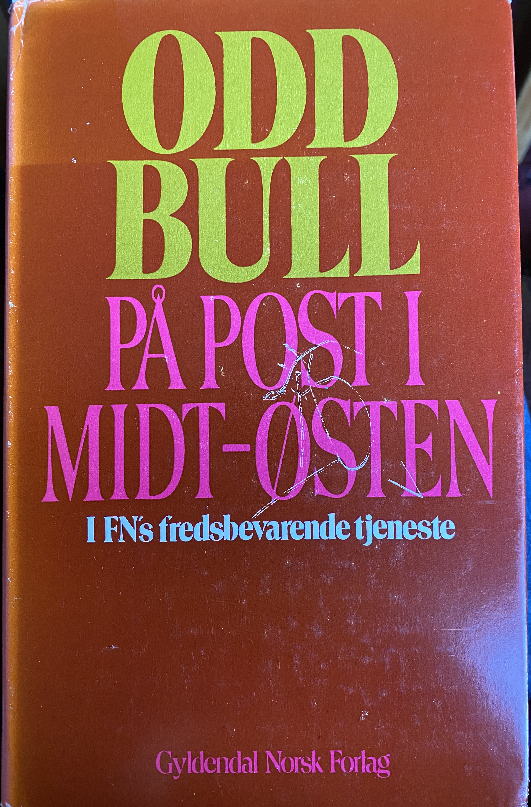 ODD
BULL
PÅ POST I
MIDT-ØSTEN
I FN's fredsbevarende tjeneste
Gyldendal Norsk Forlag